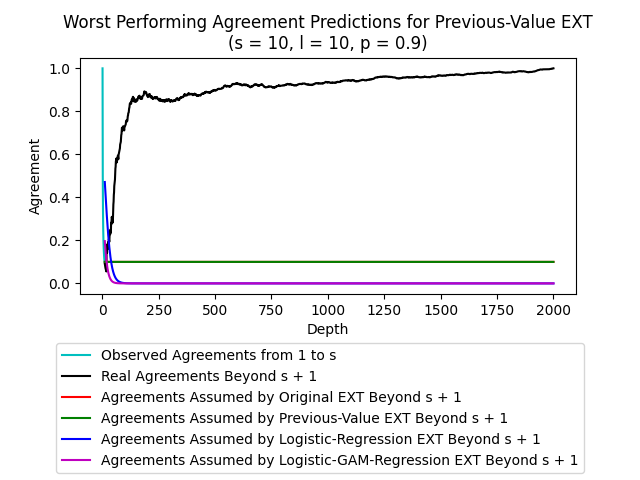 Worst Performing Agreement Predictions for Previous-Value EXT
(s = 10, l = 10, p = 0.9)
1.0
0.8
0.6
0.4
0.2
0.0
Agreement
0 250 500 750 1000 1250 1500 1750 2000
Depth
Observed Agreements from 1 to s
Real Agreements Beyond s + 1
Agreements Assumed by Original EXT Beyond s + 1
Agreements Assumed by Previous-Value EXT Beyond s + 1
Agreements Assumed by Logistic-Regression EXT Beyond s + 1
Agreements Assumed by Logistic-GAM-Regression EXT Beyond s + 1